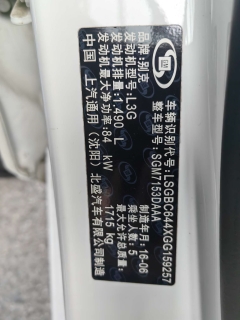 品牌:别克
整车型号:SGM7153DAAA
车辆识别代号:LSGBC644XGG159257
发动机型号:L3G
发动机排量:1.490 L
发动机最大净功率:84 kW
制造年月:16-06
乘坐人数:5
最大允许总质量:1715 kg
中国 上汽通用(沈阳)北盛汽车有限公司